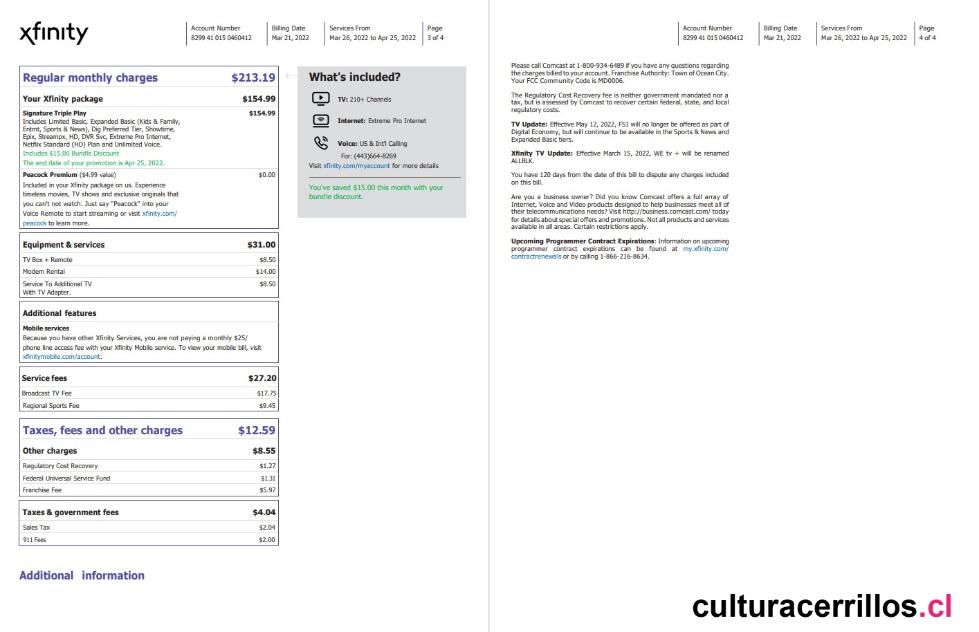 xfinity
Account Number
8299 41 015 0460412
Billing Date
Mar 21, 2022
Services From
Mar 26, 2022 to Apr 25, 2022
Page
3 of 4
Regular monthly charges $213.19
Your Xfinity package $154.99
Signature Triple Play $154.99
Includes Limited Basic, Expanded Basic (Kids & Family,
Entmt, Sports & News), Dig Preferred Tier, Showtime,
Epix, Streampx, HD, DVR Svc, Extreme Pro Internet,
Netflix Standard (HD) Plan and Unlimited Voice.
Includes $15.00 Bundle Discount
The end date of your promotion is Apr 25, 2022.
Peacock Premium ($4.99 value) $0.00
Included in your Xfinity package on us. Experience
timeless movies, TV shows and exclusive originals that
you can't not watch. Just say "Peacock" into your
Voice Remote to start streaming or visit xfinity.com/
peacock to learn more.
Equipment & services $31.00
TV Box + Remote $8.50
Modem Rental $14.00
Service To Additional TV $8.50
With TV Adapter.
Additional features
Mobile services
Because you have other Xfinity Services, you are not paying a monthly $25/
phone line access fee with your Xfinity Mobile service. To view your mobile bill, visit
xfinitymobile.com/account.
Service fees $27.20
Broadcast TV Fee $17.75
Regional Sports Fee $9.45
Taxes, fees and other charges $12.59
Other charges $8.55
Regulatory Cost Recovery $1.27
Federal Universal Service Fund $1.31
Franchise Fee $5.97
Taxes & government fees $4.04
Sales Tax $2.04
911 Fees $2.00
Additional information
What's included?
TV: 210+ Channels
Internet: Extreme Pro Internet
Voice: US & Int'l Calling
For: (443)664-8269
Visit xfinity.com/myaccount for more details
You've saved $15.00 this month with your
bundle discount.
Account Number
8299 41 015 0460412
Billing Date
Mar 21, 2022
Services From
Mar 26, 2022 to Apr 25, 2022
Page
4 of 4
Please call Comcast at 1-800-934-6489 if you have any questions regarding
the charges billed to your account. Franchise Authority: Town of Ocean City.
Your FCC Community Code is MD0006.
The Regulatory Cost Recovery fee is neither government mandated nor a
tax, but is assessed by Comcast to recover certain federal, state, and local
regulatory costs.
TV Update: Effective May 12, 2022, FS1 will no longer be offered as part of
Digital Economy, but will continue to be available in the Sports & News and
Expanded Basic tiers.
Xfinity TV Update: Effective March 15, 2022, WE tv + will be renamed
ALLBLK.
You have 120 days from the date of this bill to dispute any charges included
on this bill.
Are you a business owner? Did you know Comcast offers a full array of
Internet, Voice and Video products designed to help businesses meet all of
their telecommunications needs? Visit http://business.comcast.com/ today
for details about special offers and promotions. Not all products and services
available in all areas. Certain restrictions apply.
Upcoming Programmer Contract Expirations: Information on upcoming
programmer contract expirations can be found at my.xfinity.com/
contractrenewals or by calling 1-866-216-8634.
culturacerrillos.cl